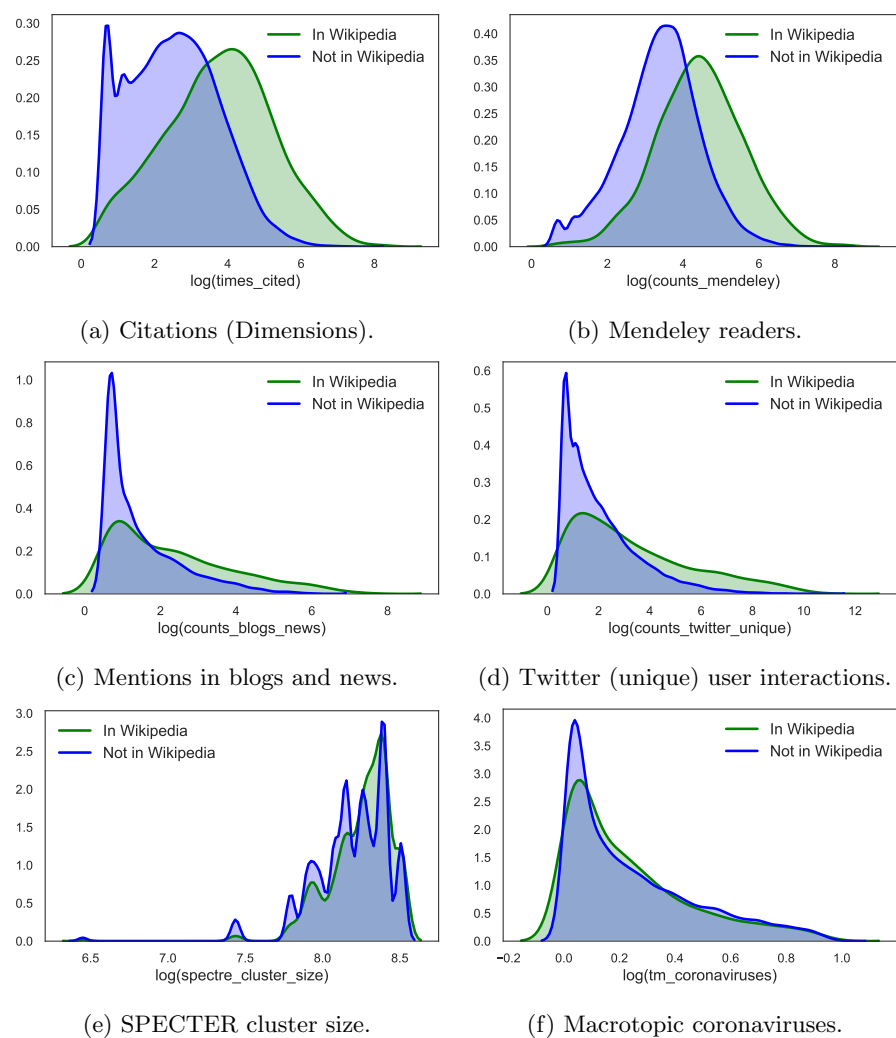 0.30
0.25
0.20
0.15
0.10
0.05
0.00
In Wikipedia
Not in Wikipedia
0 2 4 6 8
log(times_cited)
(a) Citations (Dimensions).
0.40
0.35
0.30
0.25
0.20
0.15
0.10
0.05
0.00
In Wikipedia
Not in Wikipedia
0 2 4 6 8
log(counts_mendeley)
(b) Mendeley readers.
1.0
0.8
0.6
0.4
0.2
0.0
In Wikipedia
Not in Wikipedia
0 2 4 6 8
log(counts_blogs_news)
(c) Mentions in blogs and news.
0.6
0.5
0.4
0.3
0.2
0.1
0.0
In Wikipedia
Not in Wikipedia
0 2 4 6 8 10 12
log(counts_twitter_unique)
(d) Twitter (unique) user interactions.
3.0
2.5
2.0
1.5
1.0
0.5
0.0
In Wikipedia
Not in Wikipedia
6.5 7.0 7.5 8.0 8.5
log(spectre_cluster_size)
(e) SPECTER cluster size.
4.0
3.5
3.0
2.5
2.0
1.5
1.0
0.5
0.0
In Wikipedia
Not in Wikipedia
−0.2 0.0 0.2 0.4 0.6 0.8 1.0
log(tm_coronaviruses)
(f) Macrotopic coronaviruses.